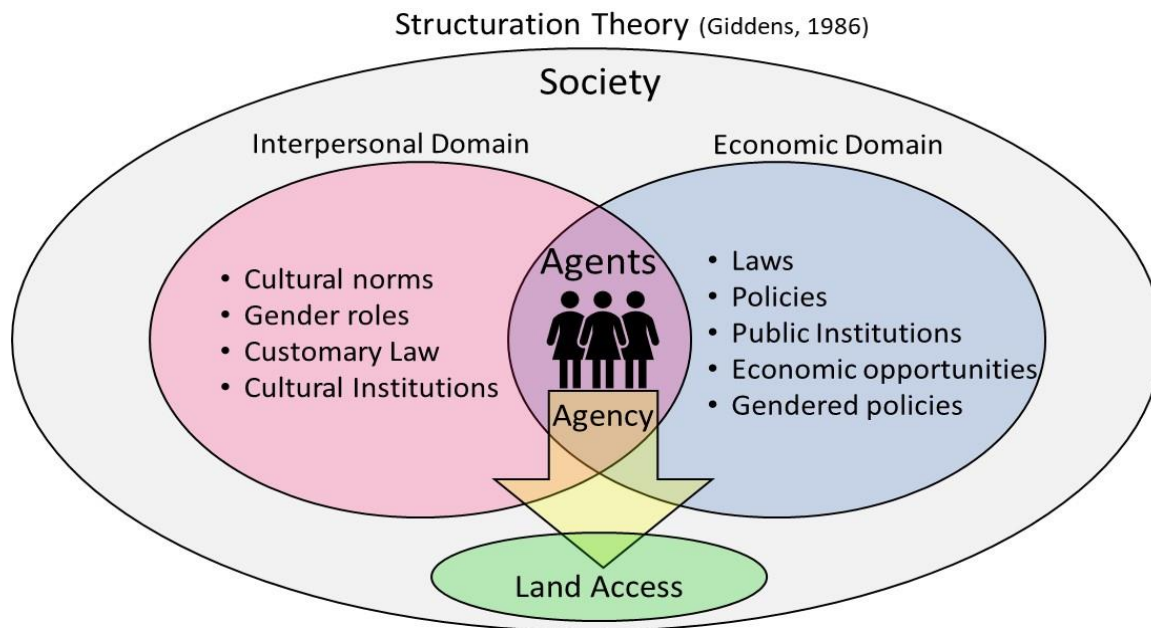 Structuration Theory (Giddens, 1986)
Society
Interpersonal Domain
Economic Domain
• Cultural norms
• Gender roles
• Customary Law
• Cultural Institutions
Agents
Agency
• Laws
• Policies
• Public Institutions
• Economic opportunities
• Gendered policies
Land Access